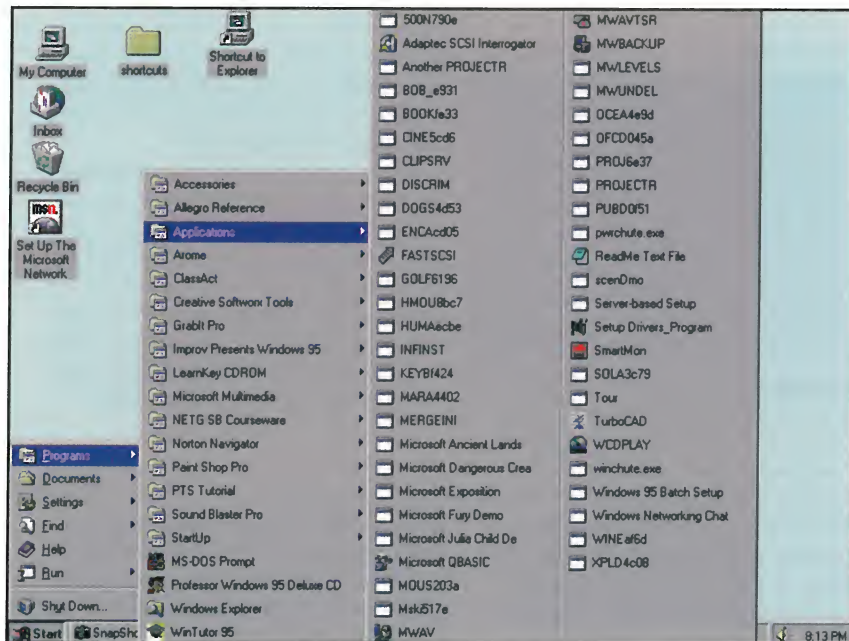 My Computer
shortcuts
Shortcut to
Explorer
Inbox
Recycle Bin
msn.
Set Up The
Microsoft
Network
Programs
Documents
Settings
Find
Help
Run
Shut Down...
Start
SnapSho
Accessories
Allegro Reference
Applications
Arome
ClassAct
Creative Softworx Tools
GrabIt Pro
Improv Presents Windows 95
LearnKey CDROM
Microsoft Multimedia
NETG SB Courseware
Norton Navigator
Paint Shop Pro
PTS Tutorial
Sound Blaster Pro
StartUp
MS-DOS Prompt
Professor Windows 95 Deluxe CD
Windows Explorer
WinTutor 95
500N790e
Adaptec SCSI Interrogator
Another PROJECTR
BOB_e931
BOOKfe33
CINE5cd6
CLIPSRV
DISCRIM
DOGS4d53
ENCAcd05
FASTSCSI
GOLF6196
HMOU8bc7
HUMAecbe
INFINST
KEYBf424
MARA4402
MERGEINI
Microsoft Ancient Lands
Microsoft Dangerous Crea
Microsoft Exposition
Microsoft Fury Demo
Microsoft Julia Child De
Microsoft QBASIC
MOUS203a
Mski517e
MWAV
MWAVTSR
MWBACKUP
MWLEVELS
MWUNDEL
OCEA4e9d
OFCD045a
PROJ6e37
PROJECTR
PUBD0f51
pwrchute.exe
ReadMe Text File
scenDmo
Server-based Setup
Setup Drivers_Program
SmartMon
SOLA3c79
Tour
TurboCAD
WCDPLAY
winchute.exe
Windows 95 Batch Setup
Windows Networking Chat
WINEaf6d
XPLD4c08
8:13 PM